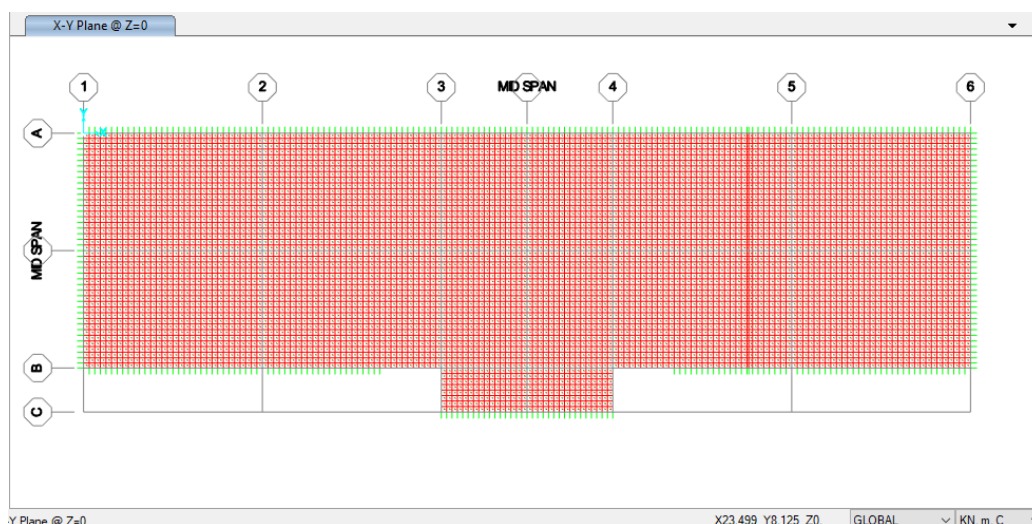 X-Y Plane @ Z=0
1
2
3
MID SPAN
4
5
6
A
MID SPAN
B
C
-Y Plane @ Z=0
X23.499 Y8.125 Z0.
GLOBAL
KN, m, C
Y